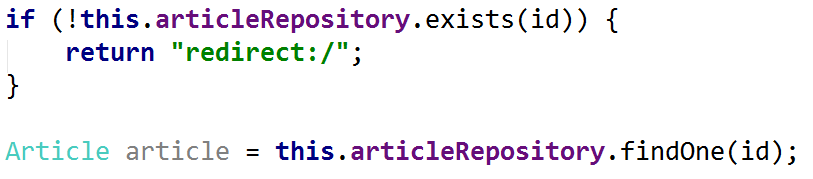 if (!this.articleRepository.exists(id)) {
    return "redirect:/";
}
Article article = this.articleRepository.findOne(id);